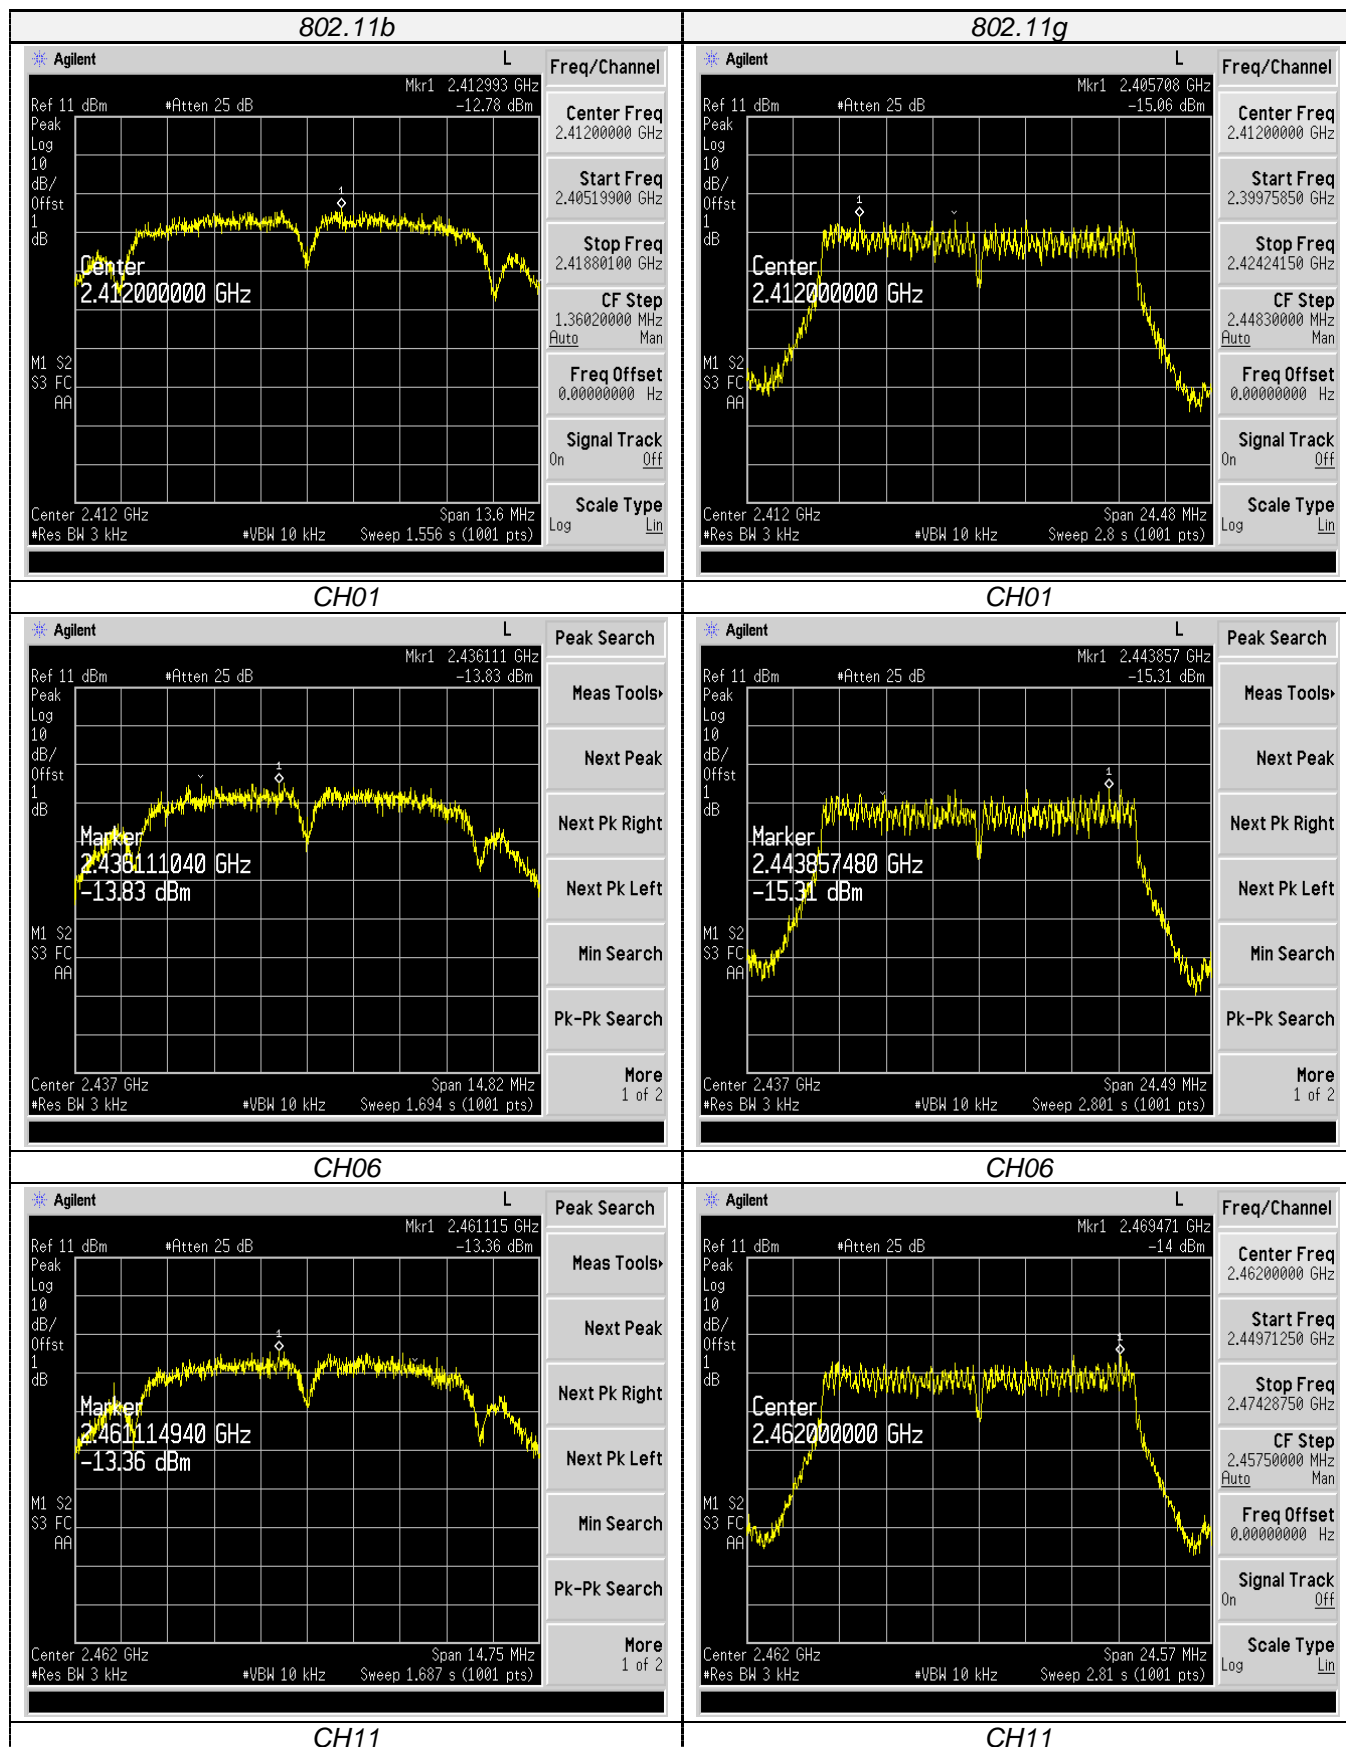 802.11b
802.11g
Agilent L
Freq/Channel
Mkr1 2.412993 GHz
Ref 11 dBm #Atten 25 dB -12.78 dBm
Peak
Log
10
dB/
Offst
1
dB
Center
2.412000000 GHz
M1 S2
S3 FC
AA
Center 2.412 GHz Span 13.6 MHz
#Res BW 3 kHz #VBW 10 kHz Sweep 1.556 s (1001 pts)
Center Freq
2.41200000 GHz
Start Freq
2.40519900 GHz
Stop Freq
2.41880100 GHz
CF Step
1.36020000 MHz
Auto Man
Freq Offset
0.00000000 Hz
Signal Track
On Off
Scale Type
Log Lin
Agilent L
Freq/Channel
Mkr1 2.405708 GHz
Ref 11 dBm #Atten 25 dB -15.06 dBm
Peak
Log
10
dB/
Offst
1
dB
Center
2.412000000 GHz
M1 S2
S3 FC
AA
Center 2.412 GHz Span 24.48 MHz
#Res BW 3 kHz #VBW 10 kHz Sweep 2.8 s (1001 pts)
Center Freq
2.41200000 GHz
Start Freq
2.39975850 GHz
Stop Freq
2.42424150 GHz
CF Step
2.44830000 MHz
Auto Man
Freq Offset
0.00000000 Hz
Signal Track
On Off
Scale Type
Log Lin
CH01
CH01
Agilent L
Peak Search
Mkr1 2.436111 GHz
Ref 11 dBm #Atten 25 dB -13.83 dBm
Peak
Log
10
dB/
Offst
1
dB
Marker
2.436111040 GHz
-13.83 dBm
M1 S2
S3 FC
AA
Center 2.437 GHz Span 14.82 MHz
#Res BW 3 kHz #VBW 10 kHz Sweep 1.694 s (1001 pts)
Meas Tools
Next Peak
Next Pk Right
Next Pk Left
Min Search
Pk-Pk Search
More
1 of 2
Agilent L
Peak Search
Mkr1 2.443857 GHz
Ref 11 dBm #Atten 25 dB -15.31 dBm
Peak
Log
10
dB/
Offst
1
dB
Marker
2.443857480 GHz
-15.31 dBm
M1 S2
S3 FC
AA
Center 2.437 GHz Span 24.49 MHz
#Res BW 3 kHz #VBW 10 kHz Sweep 2.801 s (1001 pts)
Meas Tools
Next Peak
Next Pk Right
Next Pk Left
Min Search
Pk-Pk Search
More
1 of 2
CH06
CH06
Agilent L
Peak Search
Mkr1 2.461115 GHz
Ref 11 dBm #Atten 25 dB -13.36 dBm
Peak
Log
10
dB/
Offst
1
dB
Marker
2.461114940 GHz
-13.36 dBm
M1 S2
S3 FC
AA
Center 2.462 GHz Span 14.75 MHz
#Res BW 3 kHz #VBW 10 kHz Sweep 1.687 s (1001 pts)
Meas Tools
Next Peak
Next Pk Right
Next Pk Left
Min Search
Pk-Pk Search
More
1 of 2
Agilent L
Freq/Channel
Mkr1 2.469471 GHz
Ref 11 dBm #Atten 25 dB -14 dBm
Peak
Log
10
dB/
Offst
1
dB
Center
2.462000000 GHz
M1 S2
S3 FC
AA
Center 2.462 GHz Span 24.57 MHz
#Res BW 3 kHz #VBW 10 kHz Sweep 2.81 s (1001 pts)
Center Freq
2.46200000 GHz
Start Freq
2.44971250 GHz
Stop Freq
2.47428750 GHz
CF Step
2.45750000 MHz
Auto Man
Freq Offset
0.00000000 Hz
Signal Track
On Off
Scale Type
Log Lin
CH11
CH11